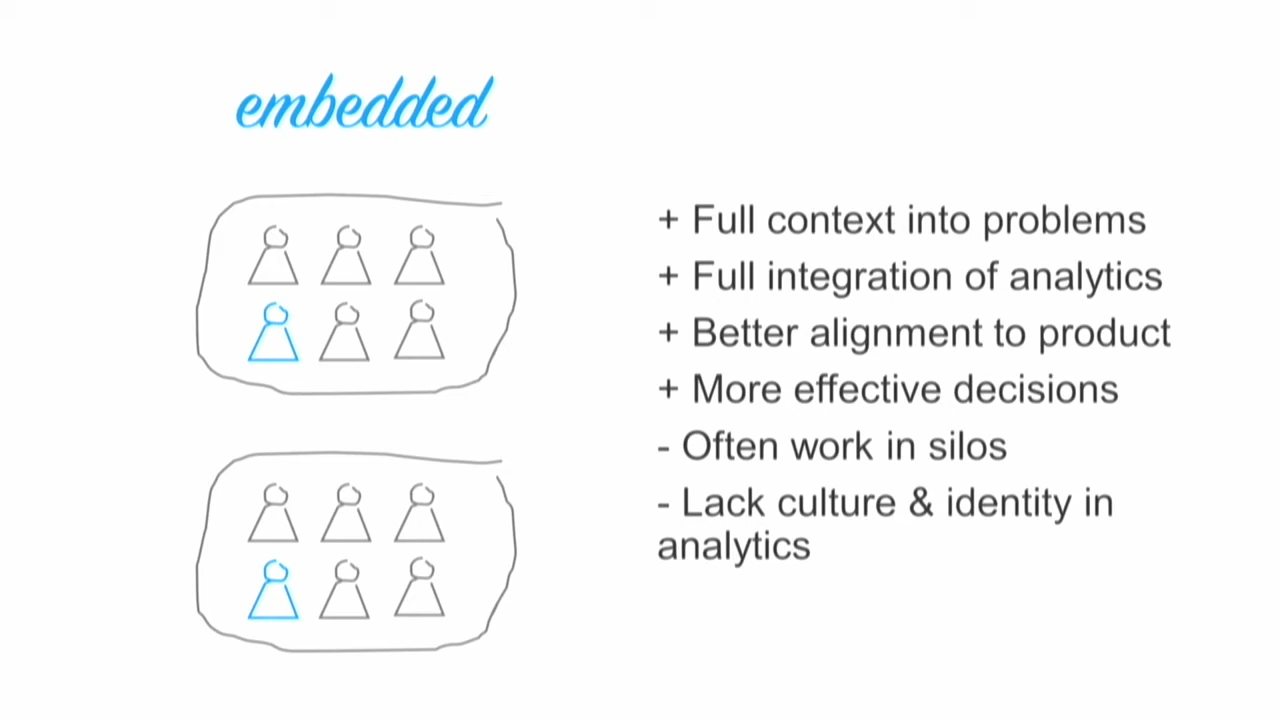 embedded
+ Full context into problems
+ Full integration of analytics
+ Better alignment to product
+ More effective decisions
- Often work in silos
- Lack culture & identity in
analytics